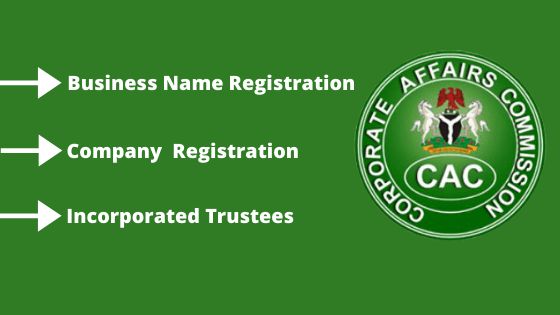 Business Name Registration
Company Registration
Incorporated Trustees
CORPORATE AFFAIRS COMMISSION
CAC